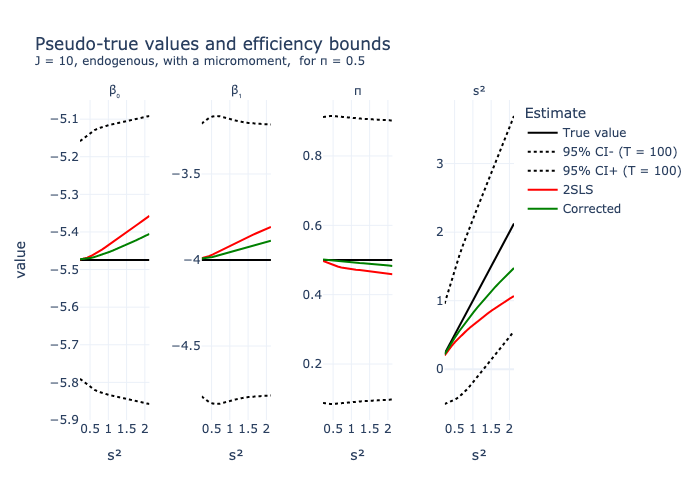 Pseudo-true values and efficiency bounds
J = 10, endogenous, with a micromoment,  for π = 0.5
β₀
β₁
π
s²
Estimate
True value
95% CI- (T = 100)
95% CI+ (T = 100)
2SLS
Corrected
value
−5.1
−5.2
−5.3
−5.4
−5.5
−5.6
−5.7
−5.8
−5.9
−3.5
−4
−4.5
0.8
0.6
0.4
0.2
3
2
1
0
0.5 1 1.5 2
0.5 1 1.5 2
0.5 1 1.5 2
0.5 1 1.5 2
s²
s²
s²
s²